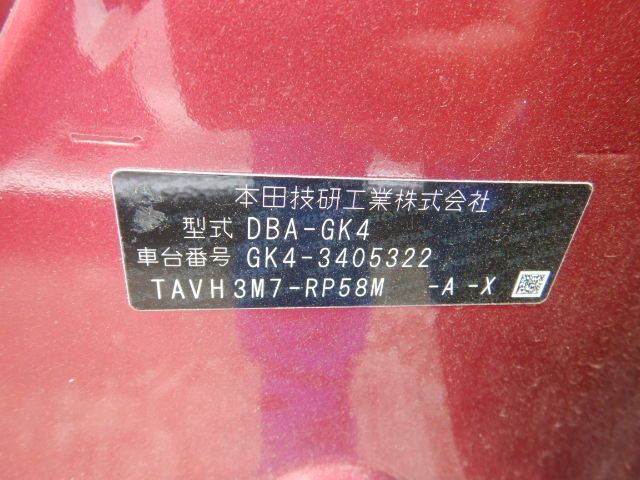 本田技研工業株式会社
型式 DBA-GK4
車台番号 GK4-3405322
TAVH3M7-RP58M -A -X